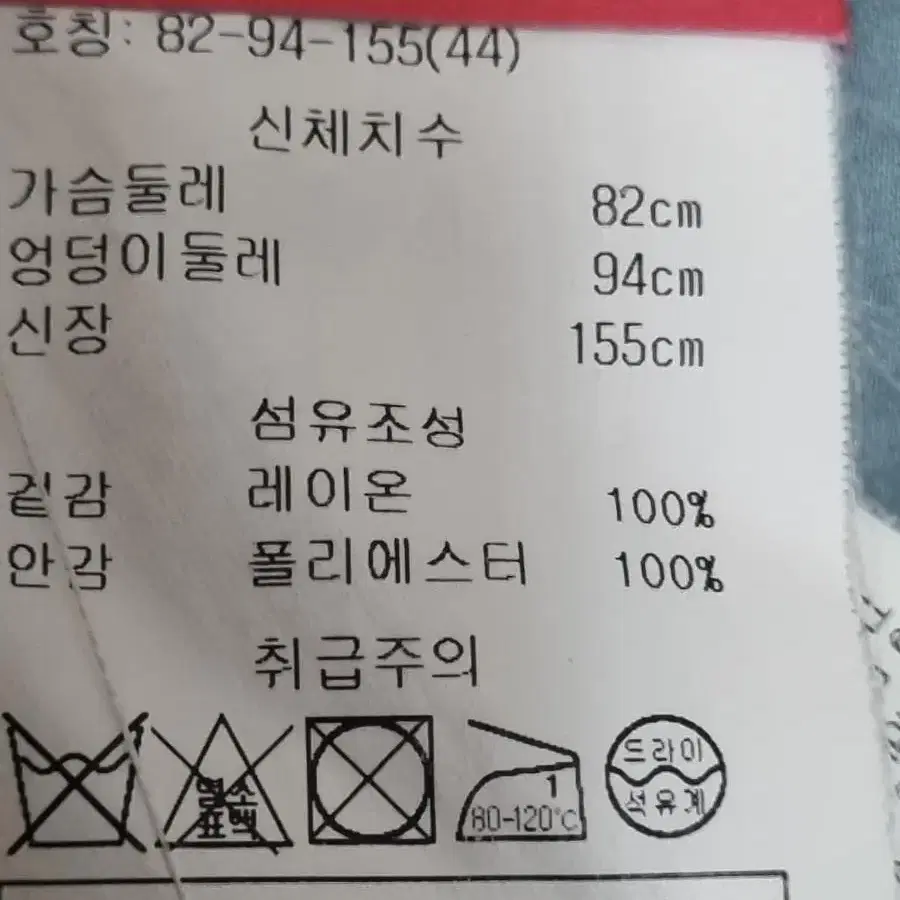 호칭: 82-94-155(44)
신체치수
가슴둘레 82cm
엉덩이둘레 94cm
신장 155cm
섬유조성
겉감 레이온 100%
안감 폴리에스터 100%
취급주의
염소
표백
1
80-120℃
드라이
석유계